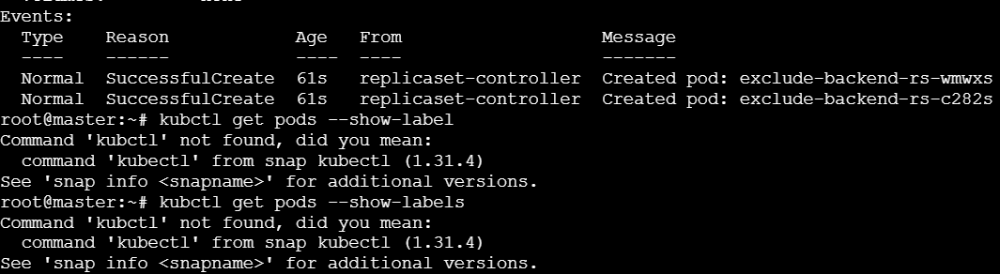 Events:
  Type    Reason            Age   From                   Message
  ----    ------            ----  ----                   -------
  Normal  SuccessfulCreate  61s   replicaset-controller  Created pod: exclude-backend-rs-wmwxs
  Normal  SuccessfulCreate  61s   replicaset-controller  Created pod: exclude-backend-rs-c282s
root@master:~# kubctl get pods --show-label
Command 'kubctl' not found, did you mean:
  command 'kubectl' from snap kubectl (1.31.4)
See 'snap info <snapname>' for additional versions.
root@master:~# kubctl get pods --show-labels
Command 'kubctl' not found, did you mean:
  command 'kubectl' from snap kubectl (1.31.4)
See 'snap info <snapname>' for additional versions.